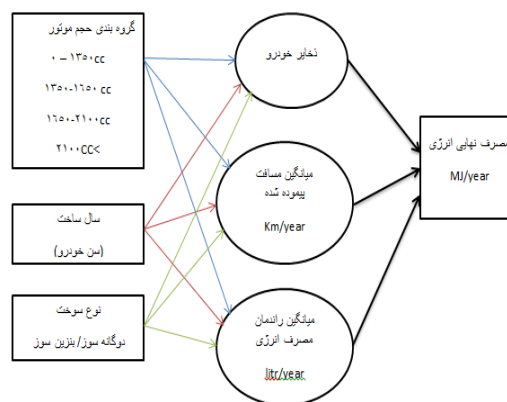 گروه بندی حجم موتور
۰ – ۱۳۵۰cc
۱۳۵۰-۱۶۵۰ cc
۱۶۵۰-۲۱۰۰cc
۲۱۰۰CC<
سال ساخت
(سن خودرو)
نوع سوخت
دوگانه سوز/ بنزین سوز
ذخایر خودرو
میانگین مسافت
پیموده شده
Km/year
میانگین راندمان
مصرف انرژی
litr/year
مصرف نهایی انرژی
MJ/year